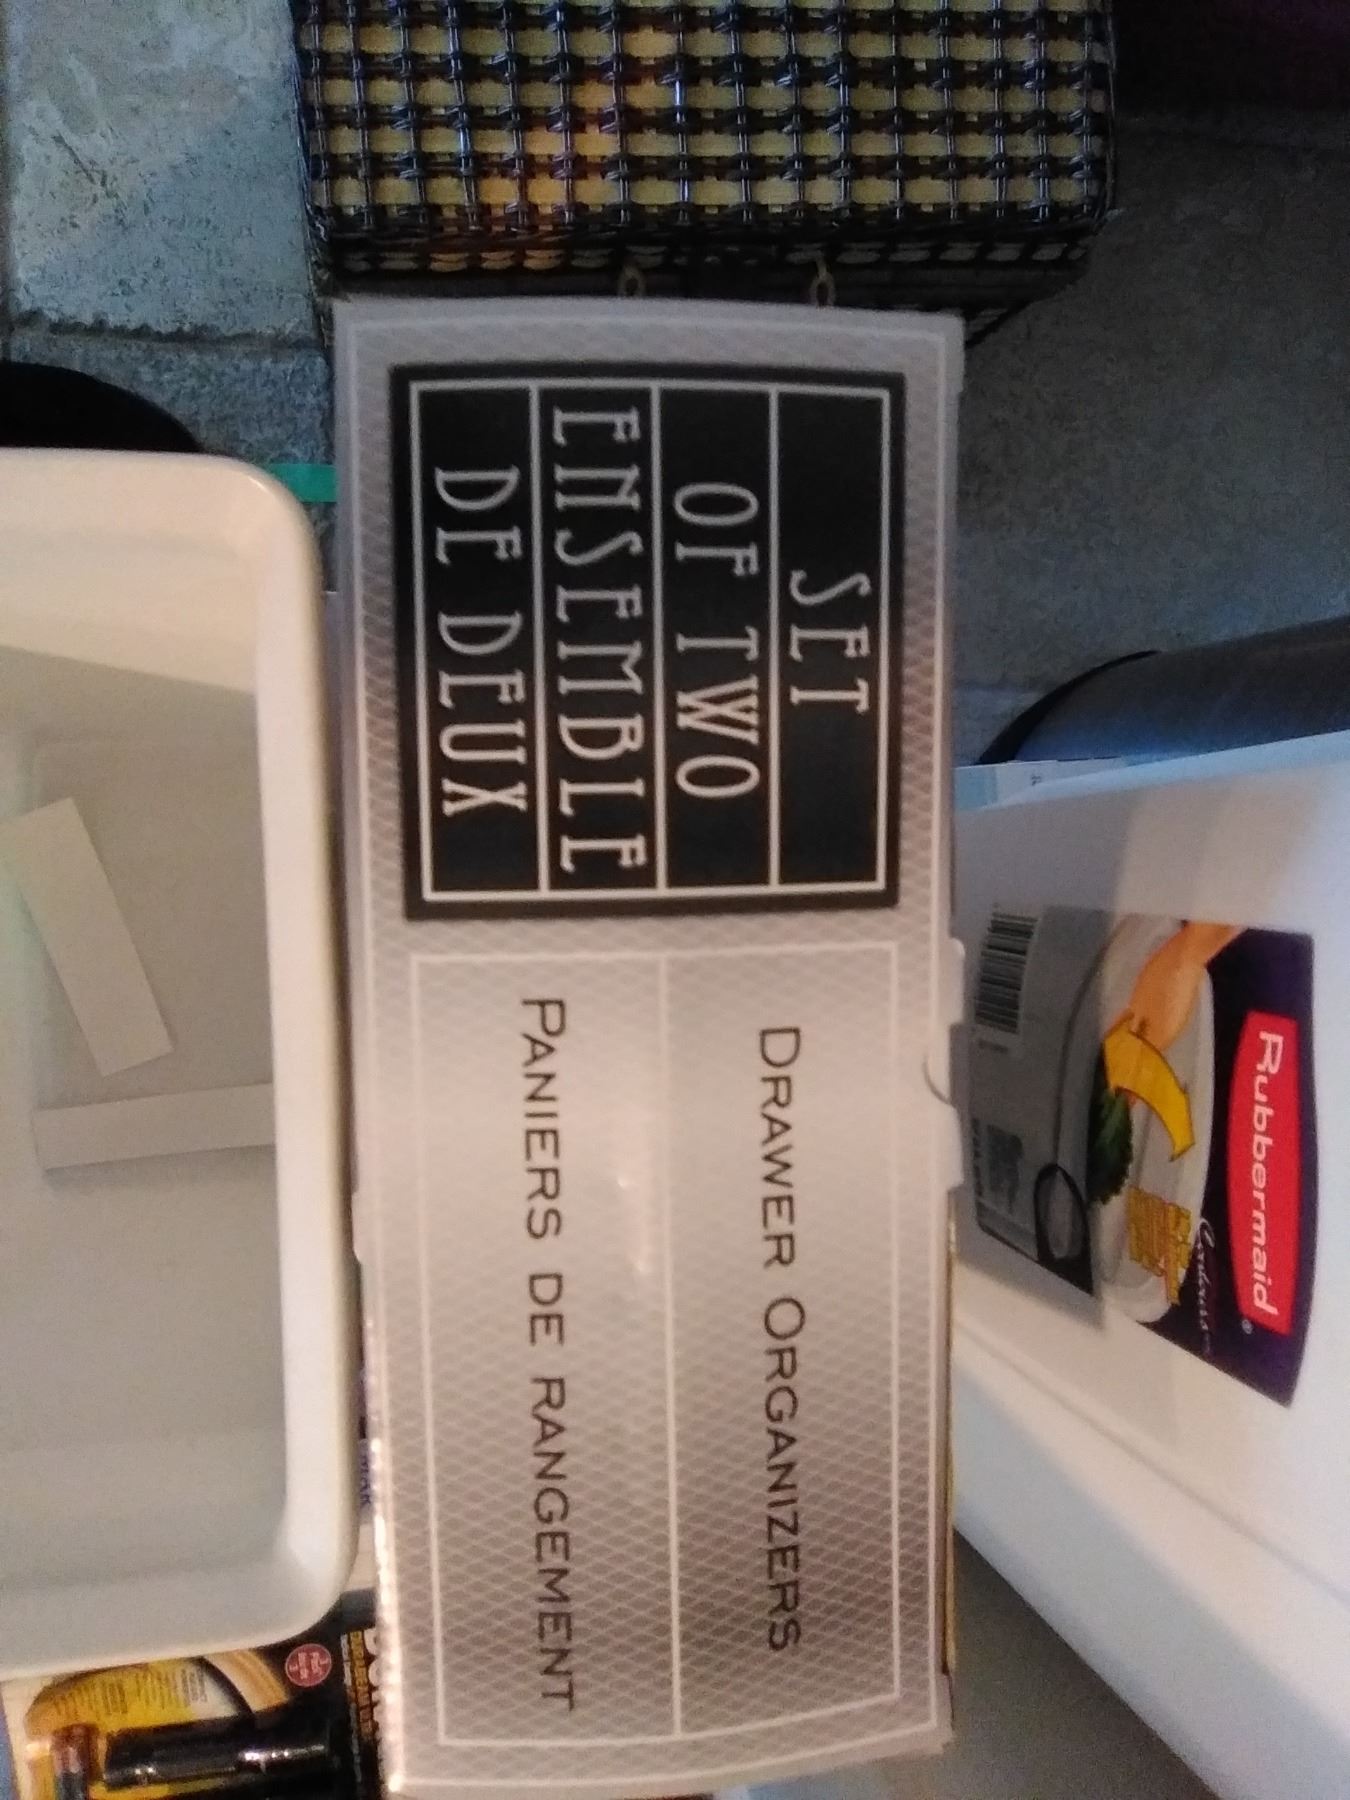 SET
OF TWO
ENSEMBLE
DE DEUX
DRAWER ORGANIZERS
PANIERS DE RANGEMENT
Rubbermaid®